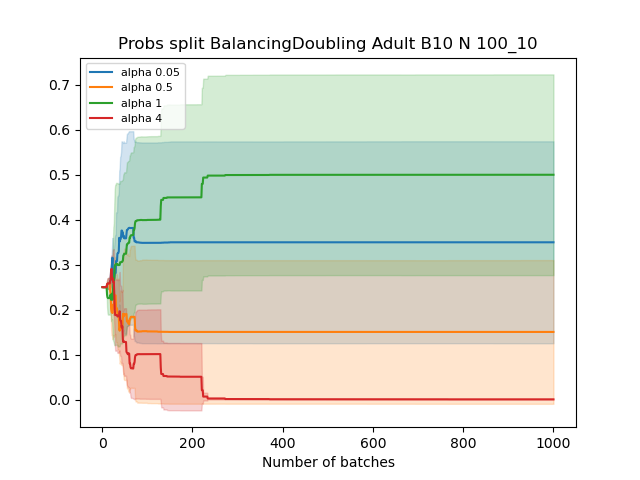 Probs split BalancingDoubling Adult B10 N 100_10
alpha 0.05
alpha 0.5
alpha 1
alpha 4
0.7
0.6
0.5
0.4
0.3
0.2
0.1
0.0
0 200 400 600 800 1000
Number of batches